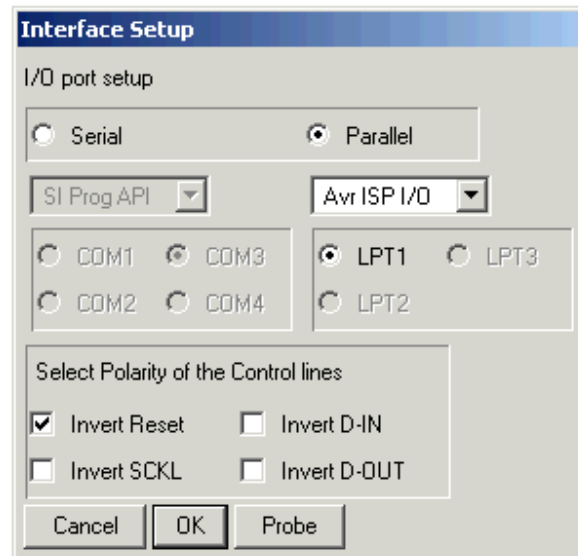 Interface Setup
I/O port setup
Serial Parallel
SI Prog API Avr ISP I/O
COM1 COM3 LPT1 LPT3
COM2 COM4 LPT2
Select Polarity of the Control lines
Invert Reset Invert D-IN
Invert SCKL Invert D-OUT
Cancel OK Probe